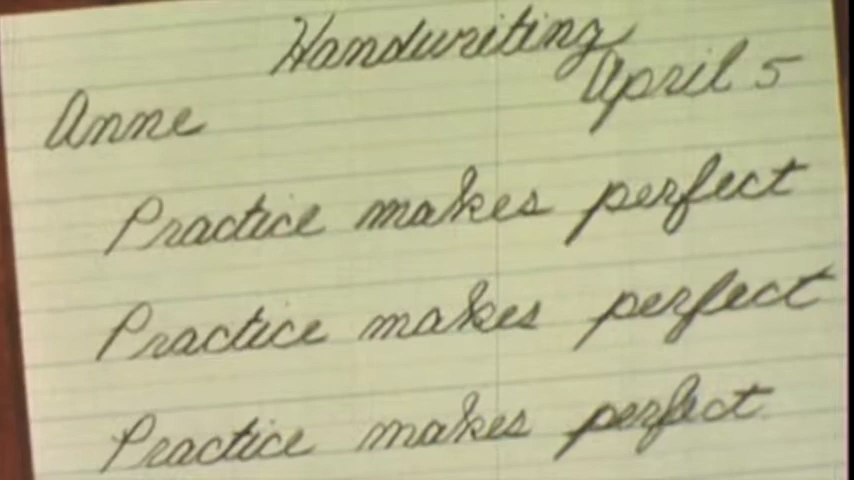 Handwriting
Anne April 5
Practice makes perfect
Practice makes perfect
Practice makes perfect